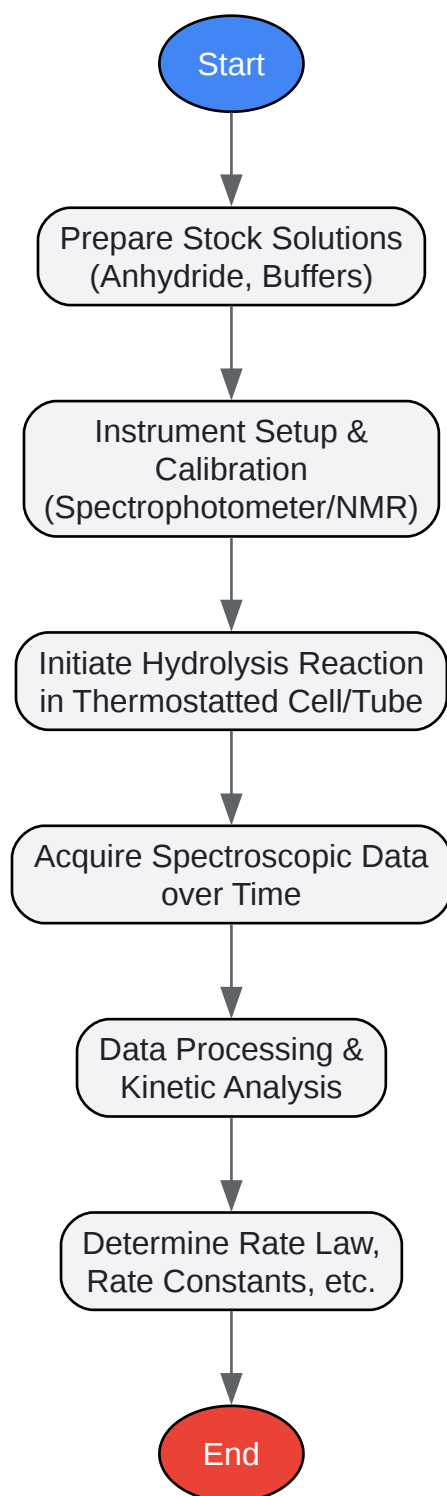 Start
Prepare Stock Solutions
(Anhydride, Buffers)
Instrument Setup &
Calibration
(Spectrophotometer/NMR)
Initiate Hydrolysis Reaction
in Thermostatted Cell/Tube
Acquire Spectroscopic Data
over Time
Data Processing &
Kinetic Analysis
Determine Rate Law,
Rate Constants, etc.
End